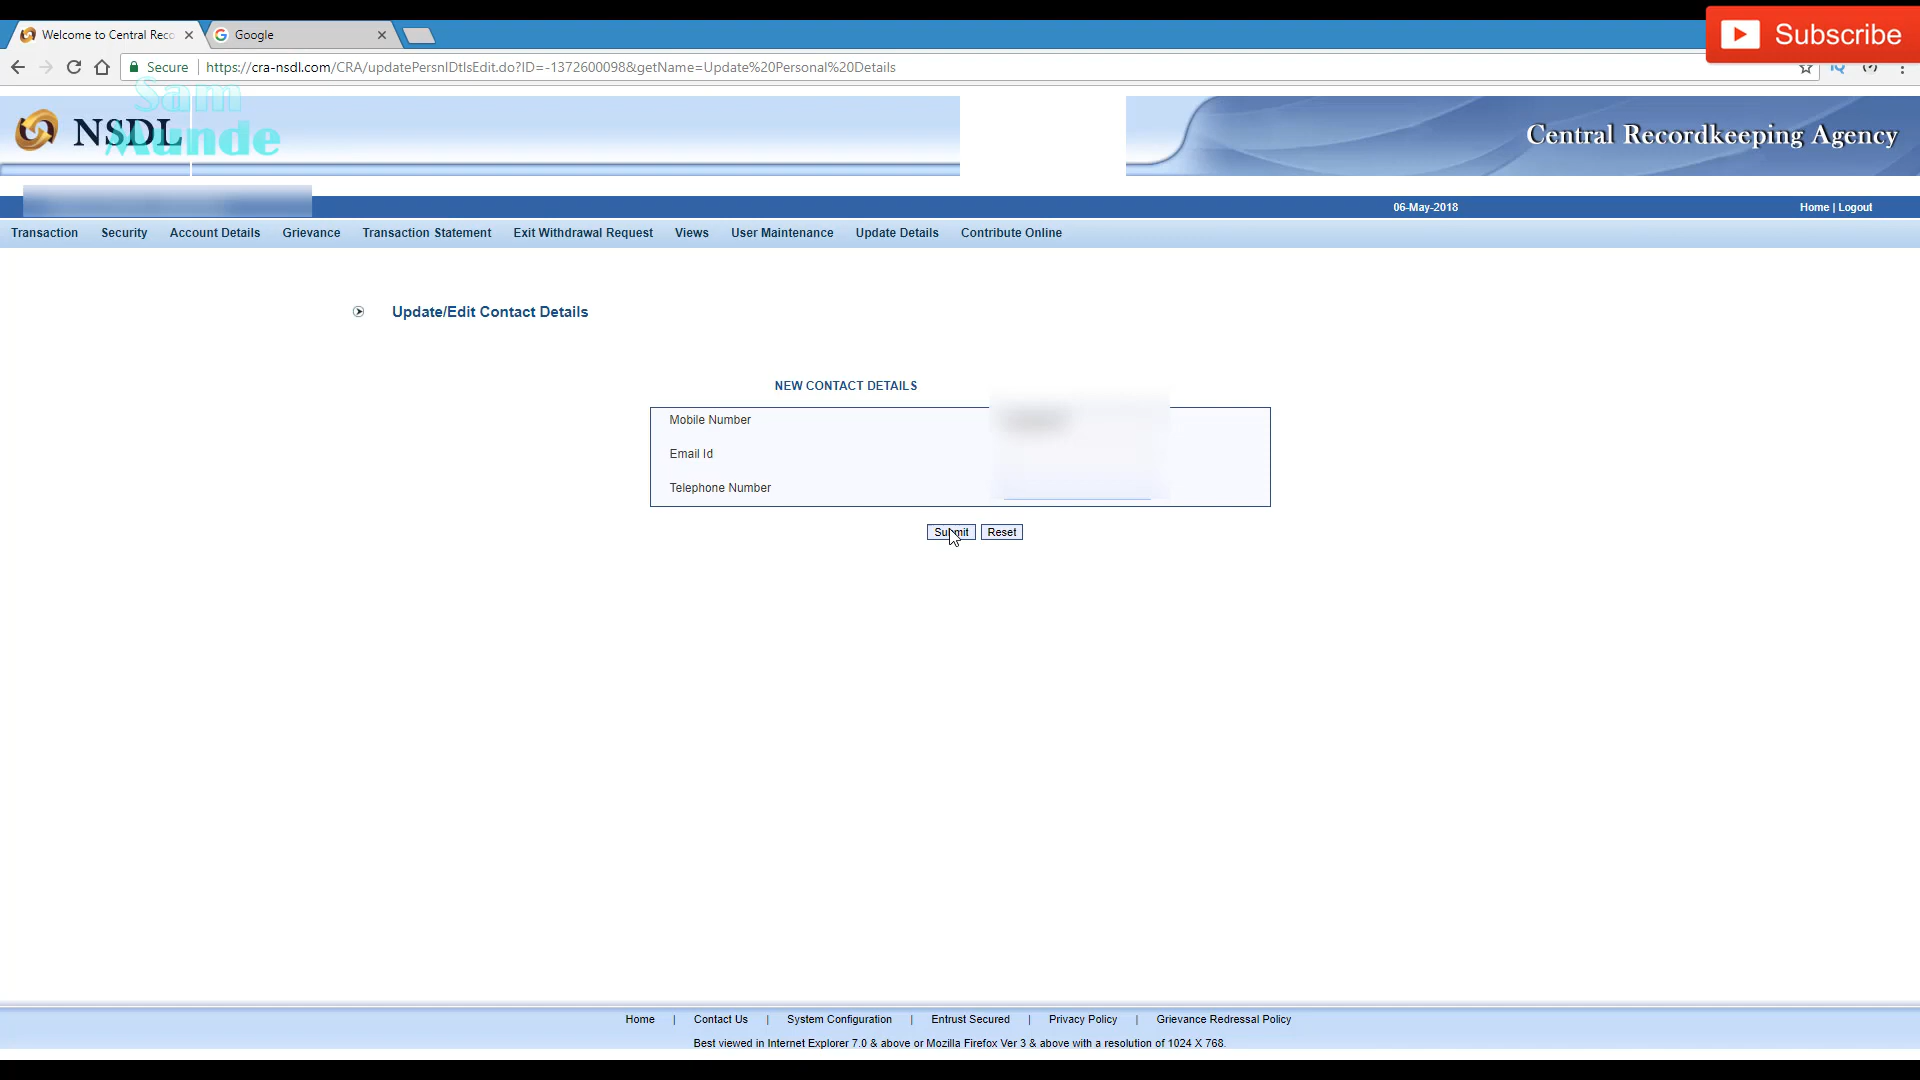 Welcome to Central Reco
Google
Subscribe
Secure
https://cra-nsdl.com/CRA/updatePersnlDtlsEdit.do?ID=-1372600098&getName=Update%20Personal%20Details
Sam
Munde
NSDL
Central Recordkeeping Agency
06-May-2018
Home | Logout
Transaction
Security
Account Details
Grievance
Transaction Statement
Exit Withdrawal Request
Views
User Maintenance
Update Details
Contribute Online
Update/Edit Contact Details
NEW CONTACT DETAILS
Mobile Number
Email Id
Telephone Number
Submit
Reset
Home | Contact Us | System Configuration | Entrust Secured | Privacy Policy | Grievance Redressal Policy
Best viewed in Internet Explorer 7.0 & above or Mozilla Firefox Ver 3 & above with a resolution of 1024 X 768.